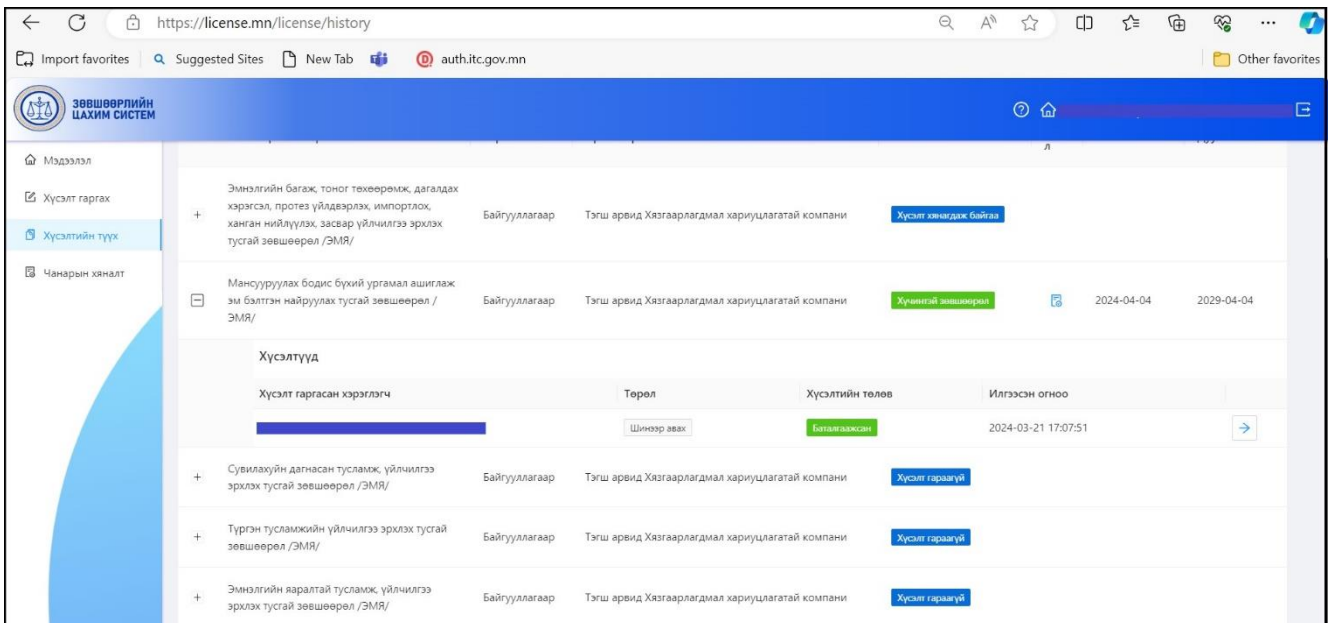 https://license.mn/license/history
Import favorites
Suggested Sites
New Tab
auth.itc.gov.mn
Other favorites
ЗӨВШӨӨРЛИЙН
ЦАХИМ СИСТЕМ
л
Мэдээлэл
Хүсэлт гаргах
Хүсэлтийн түүх
Чанарын хяналт
Эмнэлгийн багаж, тоног төхөөрөмж, дагалдах
хэрэгсэл, протез үйлдвэрлэх, импортлох,
ханган нийлүүлэх, засвар үйлчилгээ эрхлэх
тусгай зөвшөөрөл /ЭМЯ/
Байгууллагаар
Тэгш арвид Хязгаарлагдмал хариуцлагатай компани
Хүсэлт хянагдаж байгаа
Мансууруулах бодис бүхий ургамал ашиглаж
эм бэлтгэн найруулах тусгай зөвшөөрөл /
ЭМЯ/
Байгууллагаар
Тэгш арвид Хязгаарлагдмал хариуцлагатай компани
Хүчинтэй зөвшөөрөл
2024-04-04
2029-04-04
Хүсэлтүүд
Хүсэлт гаргасан хэрэглэгч
Төрөл
Хүсэлтийн төлөв
Илгээсэн огноо
Шинээр авах
Баталгаажсан
2024-03-21 17:07:51
Сувилахуйн дагнасан тусламж, үйлчилгээ
эрхлэх тусгай зөвшөөрөл /ЭМЯ/
Байгууллагаар
Тэгш арвид Хязгаарлагдмал хариуцлагатай компани
Хүсэлт гараагүй
Түргэн тусламжийн үйлчилгээ эрхлэх тусгай
зөвшөөрөл /ЭМЯ/
Байгууллагаар
Тэгш арвид Хязгаарлагдмал хариуцлагатай компани
Хүсэлт гараагүй
Эмнэлгийн яаралтай тусламж, үйлчилгээ
эрхлэх тусгай зөвшөөрөл /ЭМЯ/
Байгууллагаар
Тэгш арвид Хязгаарлагдмал хариуцлагатай компани
Хүсэлт гараагүй